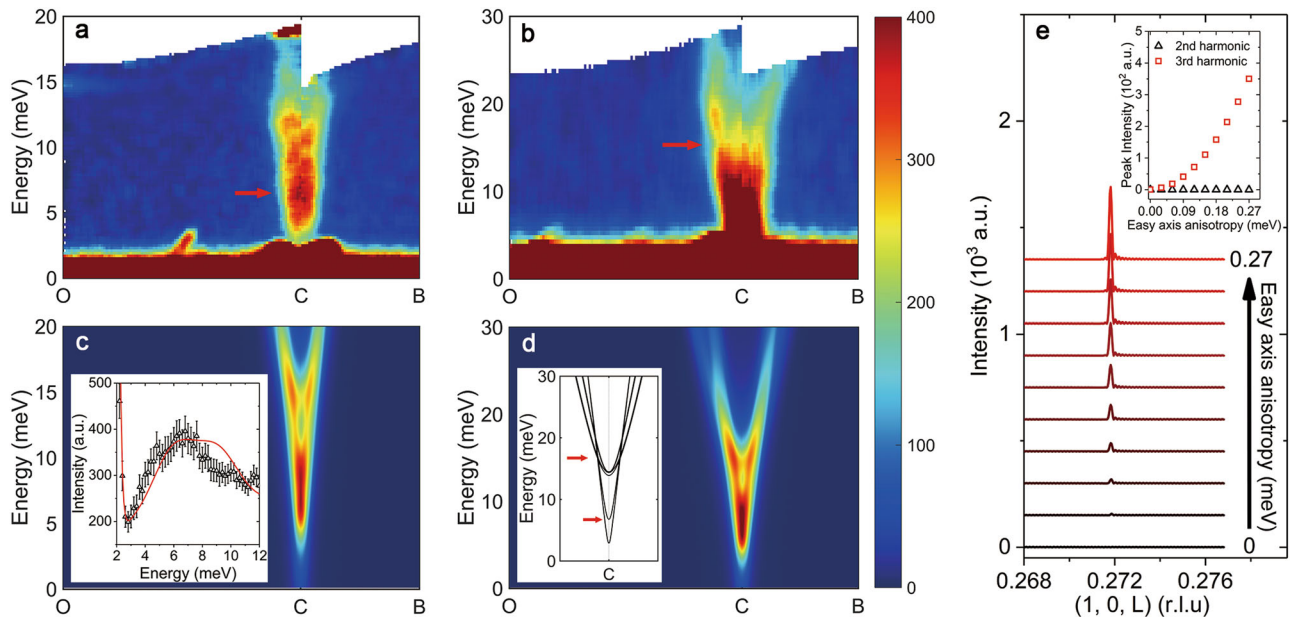 a
Energy (meV)
20
15
10
5
0
O
C
B
b
Energy (meV)
30
20
10
0
O
C
B
c
Energy (meV)
20
15
10
5
0
O
C
B
Intensity (a.u.)
500
400
300
200
2
4
6
8
10
12
Energy (meV)
d
Energy (meV)
30
20
10
0
O
C
B
Energy (meV)
30
20
10
0
C
400
300
200
100
0
e
Intensity (10³ a.u.)
2
1
0
0.268
0.272
0.276
(1, 0, L) (r.l.u)
0.27
Easy axis anisotropy (meV)
0
Peak Intensity (10² a.u.)
5
4
3
2
1
0
2nd harmonic
3rd harmonic
0.00
0.09
0.18
0.27
Easy axis anisotropy (meV)